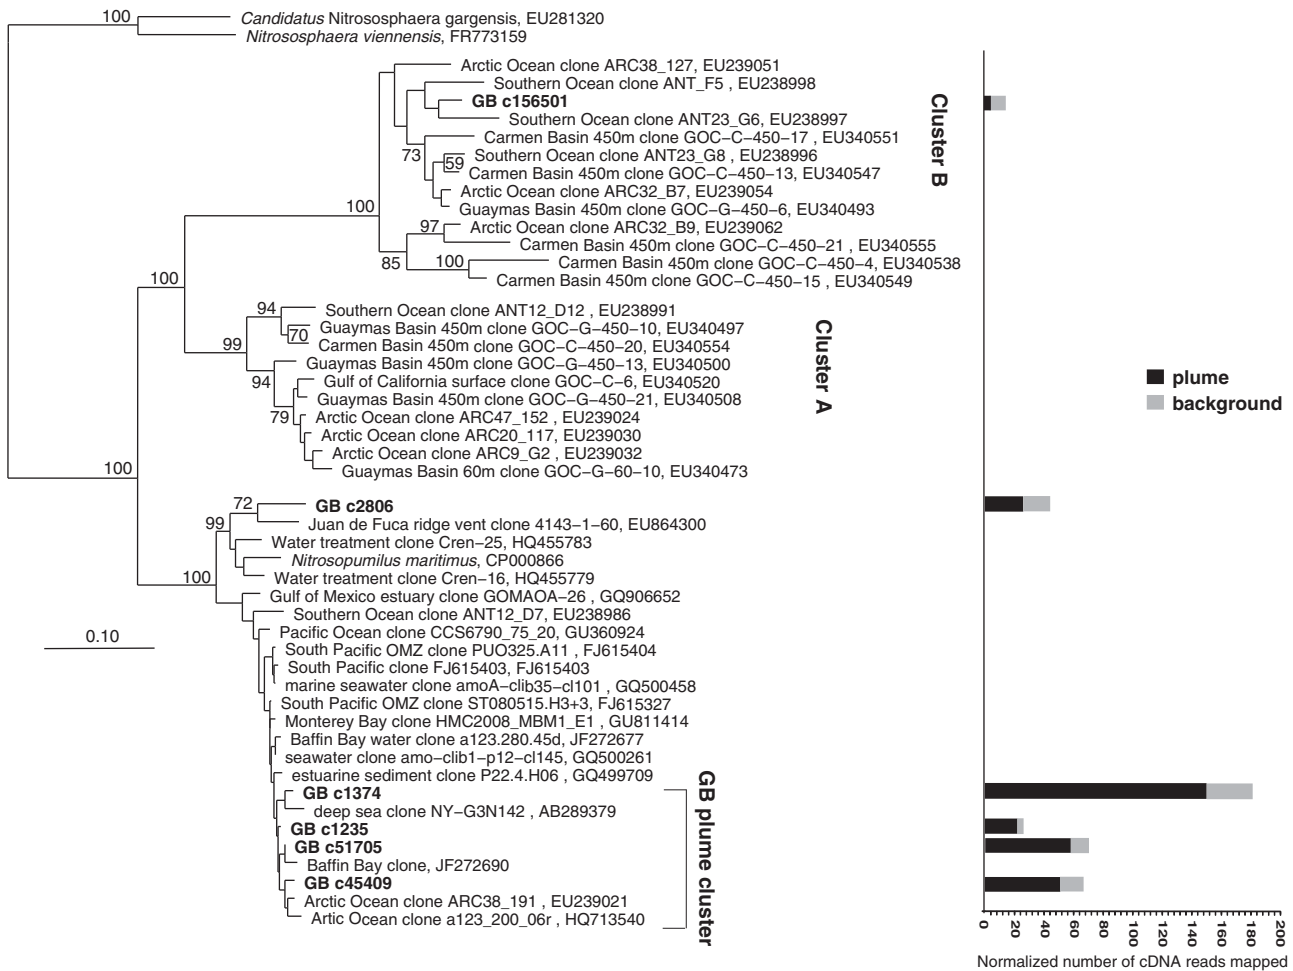 100
Candidatus Nitrososphaera gargensis, EU281320
Nitrososphaera viennensis, FR773159
Arctic Ocean clone ARC38_127, EU239051
Southern Ocean clone ANT_F5 , EU238998
GB c156501
Southern Ocean clone ANT23_G6, EU238997
Carmen Basin 450m clone GOC-C-450-17 , EU340551
73
Southern Ocean clone ANT23_G8 , EU238996
59
Carmen Basin 450m clone GOC-C-450-13, EU340547
Arctic Ocean clone ARC32_B7, EU239054
100
Guaymas Basin 450m clone GOC-G-450-6, EU340493
97
Arctic Ocean clone ARC32_B9, EU239062
Carmen Basin 450m clone GOC-C-450-21 , EU340555
85
100
Carmen Basin 450m clone GOC-C-450-4, EU340538
Carmen Basin 450m clone GOC-C-450-15 , EU340549
Cluster B
100
94
Southern Ocean clone ANT12_D12 , EU238991
Guaymas Basin 450m clone GOC-G-450-10, EU340497
70
99
Carmen Basin 450m clone GOC-C-450-20, EU340554
Guaymas Basin 450m clone GOC-G-450-13, EU340500
94
Gulf of California surface clone GOC-C-6, EU340520
Guaymas Basin 450m clone GOC-G-450-21, EU340508
79
Arctic Ocean clone ARC47_152 , EU239024
Arctic Ocean clone ARC20_117, EU239030
Arctic Ocean clone ARC9_G2 , EU239032
Guaymas Basin 60m clone GOC-G-60-10, EU340473
Cluster A
plume
background
100
72
GB c2806
99
Juan de Fuca ridge vent clone 4143-1-60, EU864300
Water treatment clone Cren-25, HQ455783
Nitrosopumilus maritimus, CP000866
100
Water treatment clone Cren-16, HQ455779
Gulf of Mexico estuary clone GOMAOA-26 , GQ906652
Southern Ocean clone ANT12_D7, EU238986
Pacific Ocean clone CCS6790_75_20, GU360924
0.10
South Pacific OMZ clone PUO325.A11 , FJ615404
South Pacific clone FJ615403, FJ615403
marine seawater clone amoA-clib35-cl101 , GQ500458
South Pacific OMZ clone ST080515.H3+3, FJ615327
Monterey Bay clone HMC2008_MBM1_E1 , GU811414
Baffin Bay water clone a123.280.45d, JF272677
seawater clone amo-clib1-p12-cl145, GQ500261
estuarine sediment clone P22.4.H06 , GQ499709
GB c1374
deep sea clone NY-G3N142 , AB289379
GB c1235
GB c51705
Baffin Bay clone, JF272690
GB c45409
Arctic Ocean clone ARC38_191 , EU239021
Artic Ocean clone a123_200_06r , HQ713540
GB plume cluster
0 20 40 60 80 100 120 140 160 180 200
Normalized number of cDNA reads mapped